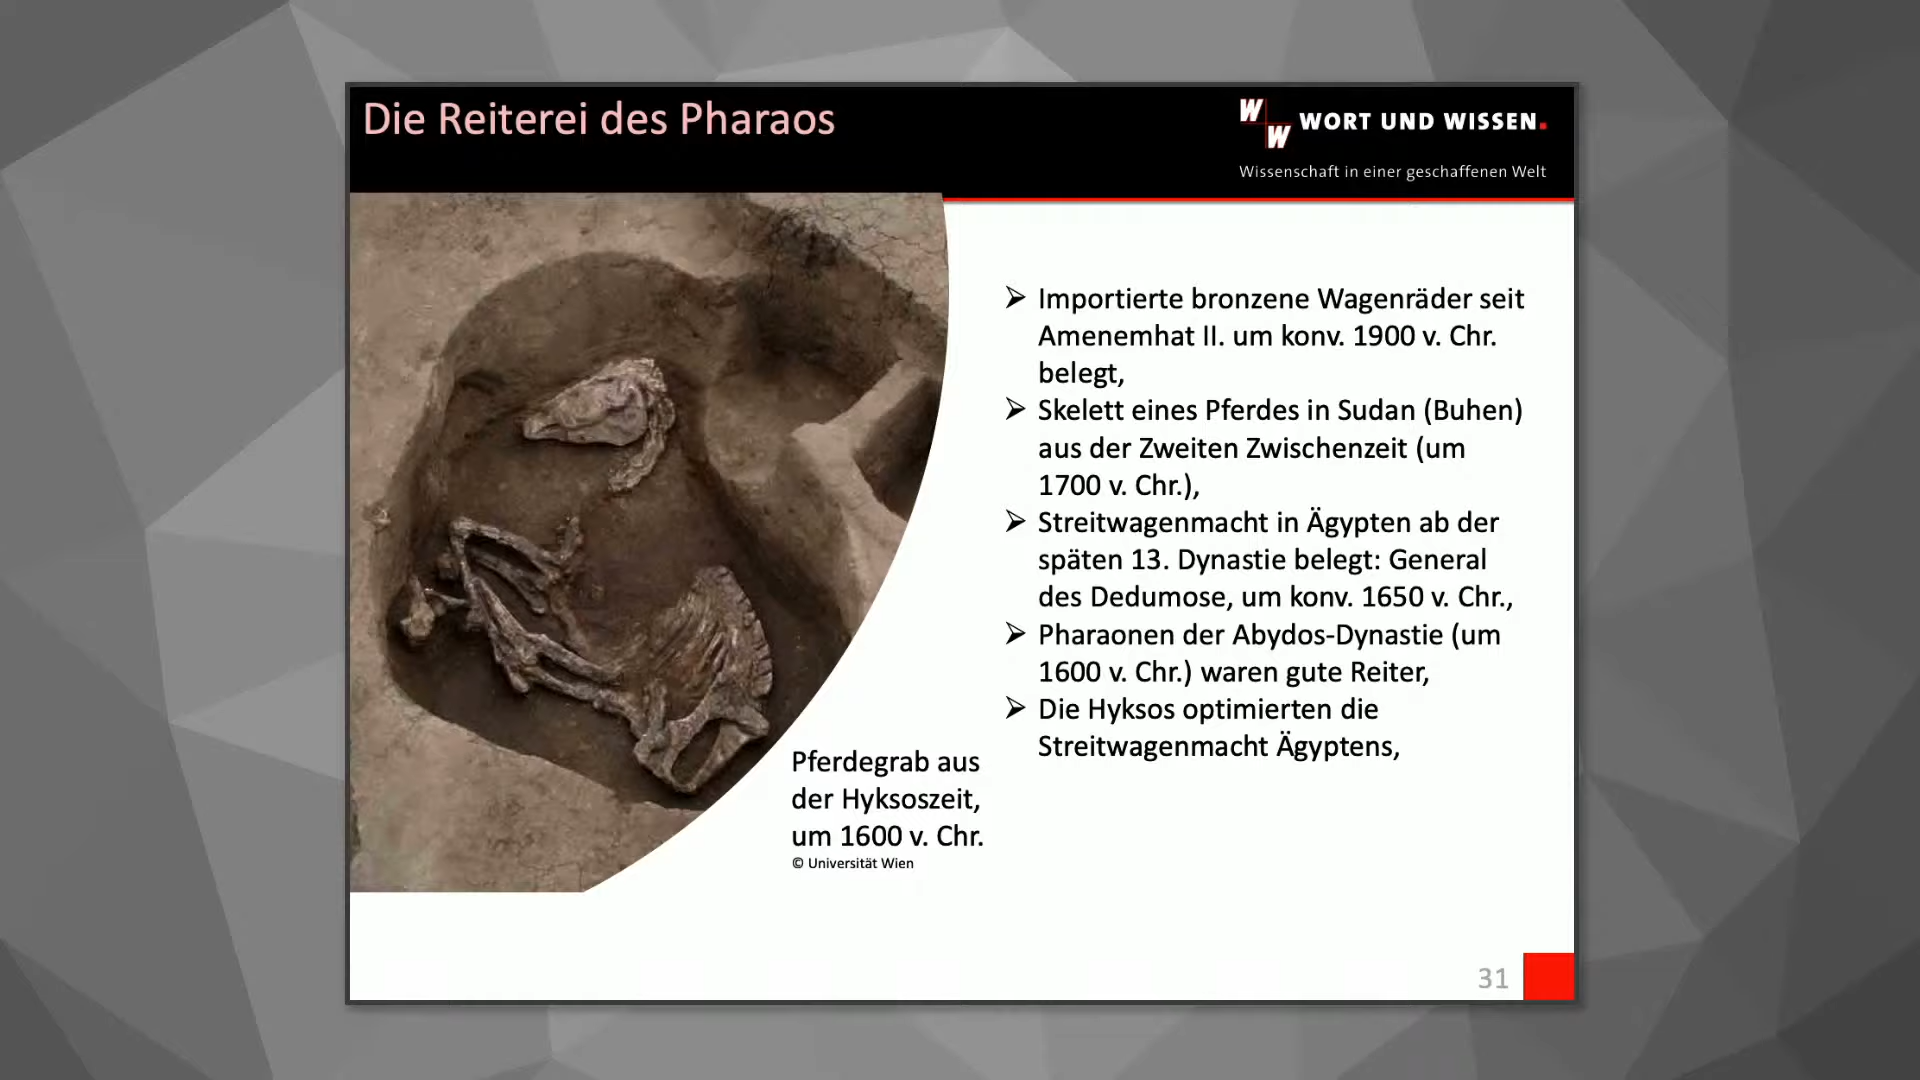 Die Reiterei des Pharaos
W
W
WORT UND WISSEN.
Wissenschaft in einer geschaffenen Welt
➢ Importierte bronzene Wagenräder seit
Amenemhat II. um konv. 1900 v. Chr.
belegt,
➢ Skelett eines Pferdes in Sudan (Buhen)
aus der Zweiten Zwischenzeit (um
1700 v. Chr.),
➢ Streitwagenmacht in Ägypten ab der
späten 13. Dynastie belegt: General
des Dedumose, um konv. 1650 v. Chr.,
➢ Pharaonen der Abydos-Dynastie (um
1600 v. Chr.) waren gute Reiter,
➢ Die Hyksos optimierten die
Streitwagenmacht Ägyptens,
Pferdegrab aus
der Hyksoszeit,
um 1600 v. Chr.
© Universität Wien
31